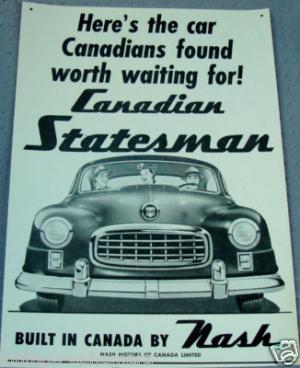 Here's the car
Canadians found
worth waiting for!
Canadian
Statesman
BUILT IN CANADA BY Nash
NASH MOTORS OF CANADA LIMITED